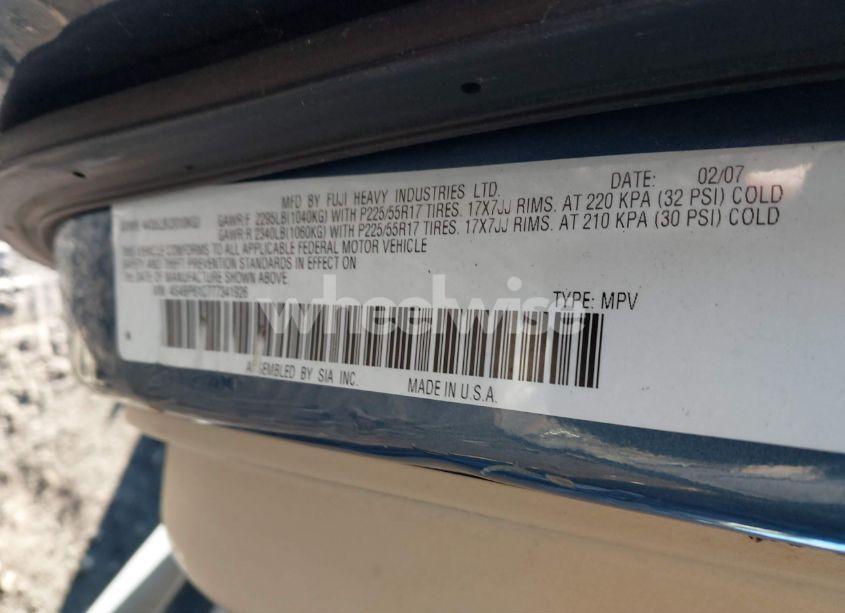 MFD BY FUJI HEAVY INDUSTRIES LTD. DATE: 02/07
GAWR:F 2295LB(1040KG) WITH P225/55R17 TIRES. 17X7JJ RIMS. AT 220 KPA (32 PSI) COLD
GAWR:R 2340LB(1060KG) WITH P225/55R17 TIRES. 17X7JJ RIMS. AT 210 KPA (30 PSI) COLD
THIS VEHICLE CONFORMS TO ALL APPLICABLE FEDERAL MOTOR VEHICLE
SAFETY AND THEFT PREVENTION STANDARDS IN EFFECT ON
DATE OF MANUFACTURE SHOWN ABOVE.
TYPE: MPV
wheelwise
ASSEMBLED BY SIA INC. MADE IN U.S.A.